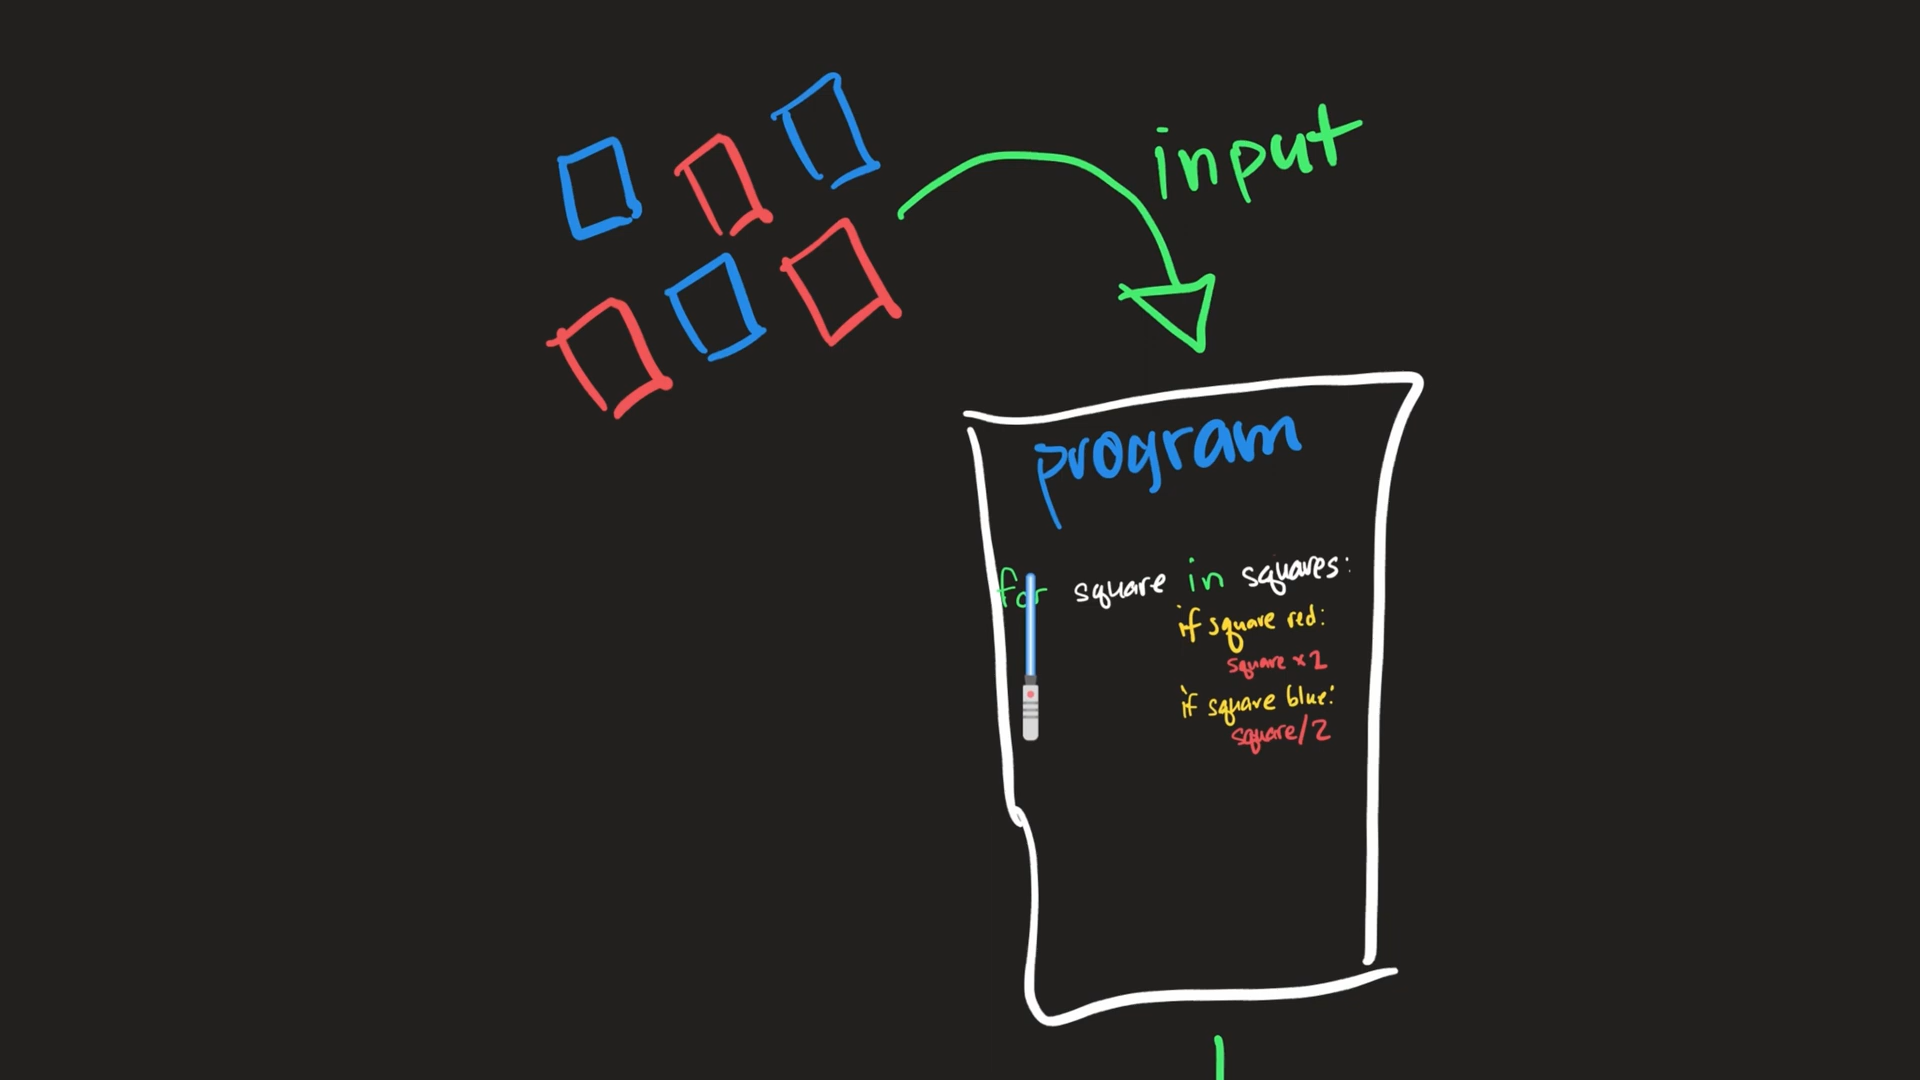 input
program
for square in squares:
if square red:
square x 2
if square blue:
square/2